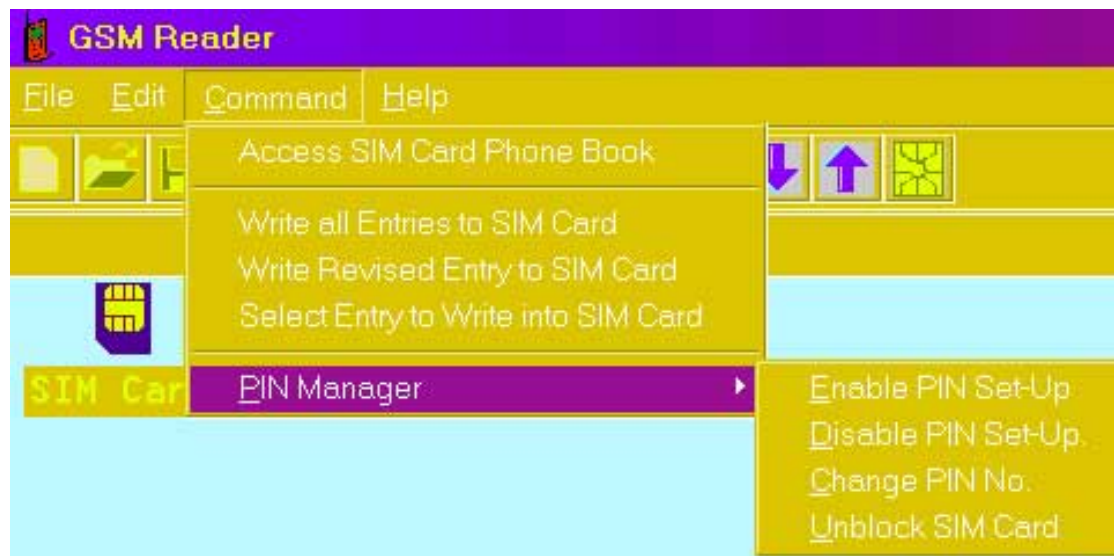 GSM Reader
File Edit Command Help
Access SIM Card Phone Book
Write all Entries to SIM Card
Write Revised Entry to SIM Card
Select Entry to Write into SIM Card
SIM Car
PIN Manager
Enable PIN Set-Up
Disable PIN Set-Up.
Change PIN No.
Unblock SIM Card